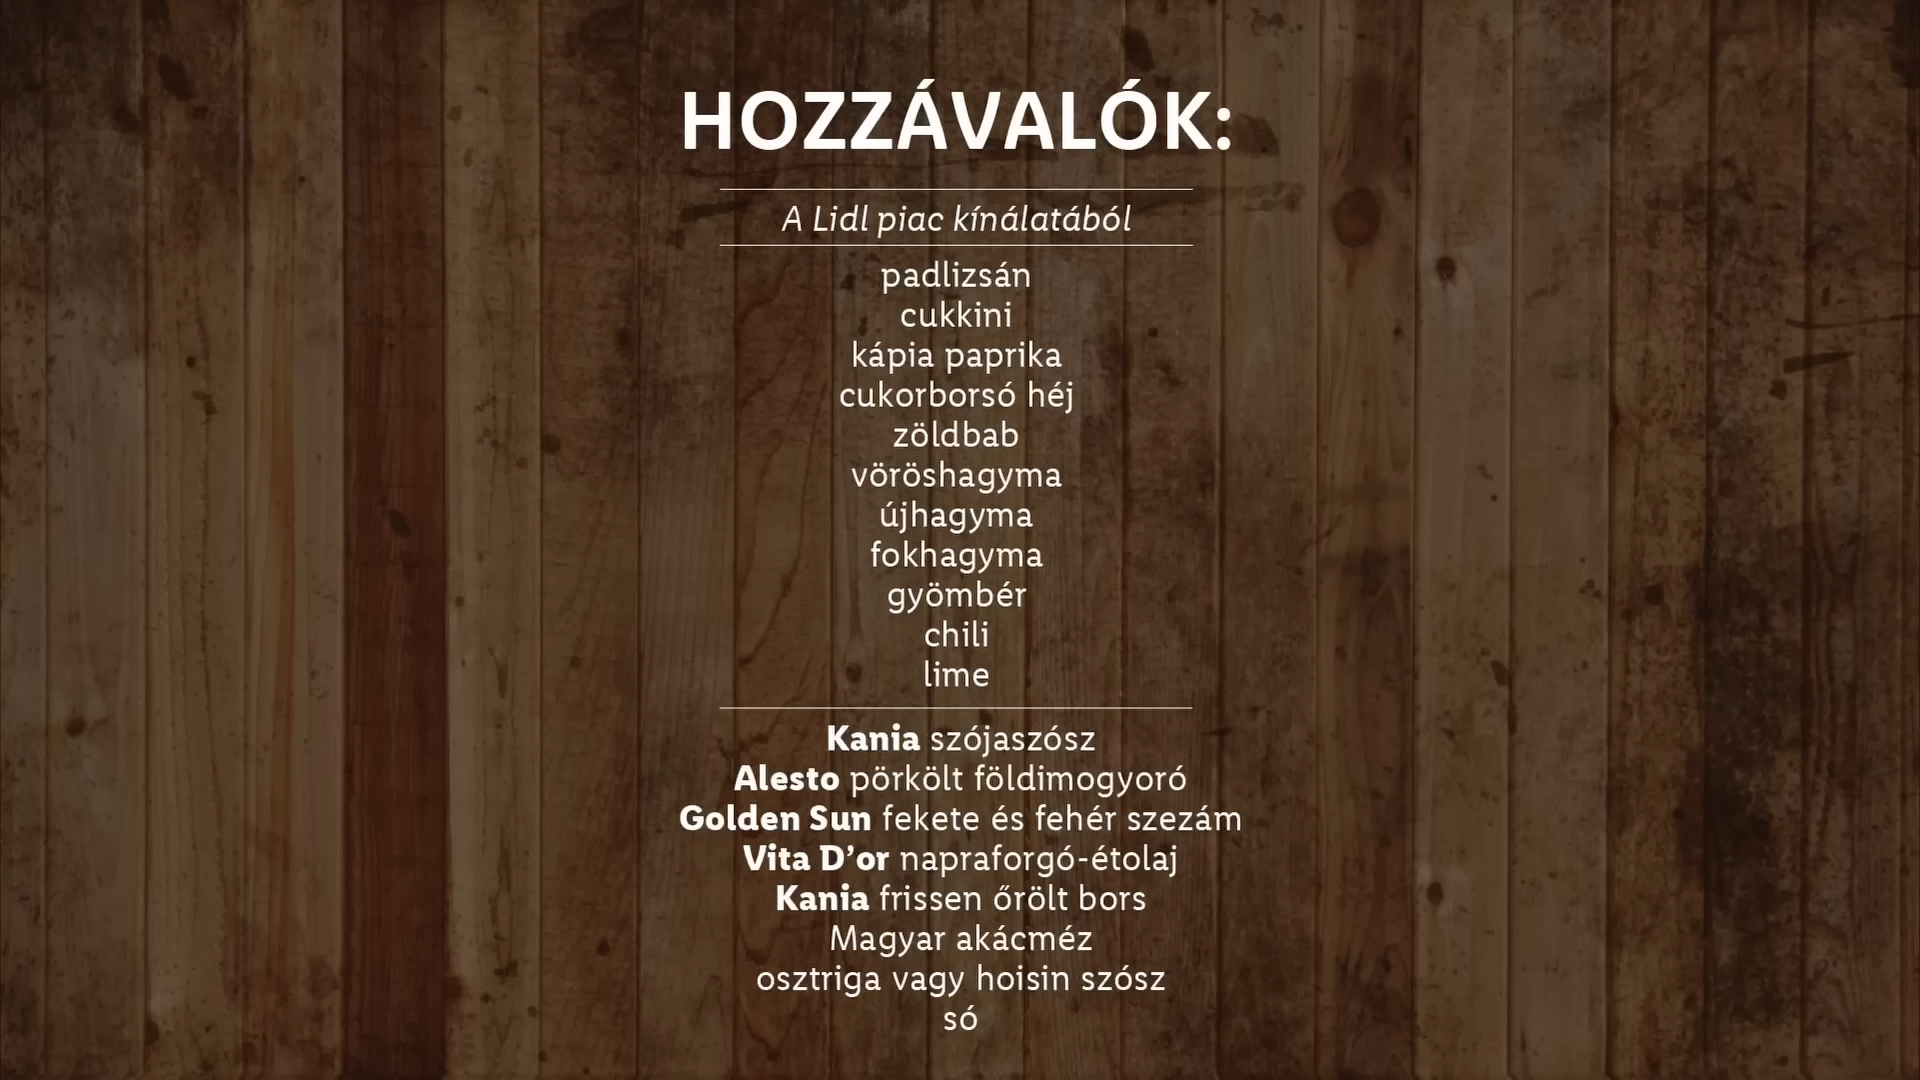 HOZZÁVALÓK:
A Lidl piac kínálatából
padlizsán
cukkini
kápia paprika
cukorborsó héj
zöldbab
vöröshagyma
újhagyma
fokhagyma
gyömbér
chili
lime
Kania szójaszósz
Alesto pörkölt földimogyoró
Golden Sun fekete és fehér szezám
Vita D’or napraforgó-étolaj
Kania frissen őrölt bors
Magyar akácméz
osztriga vagy hoisin szósz
só